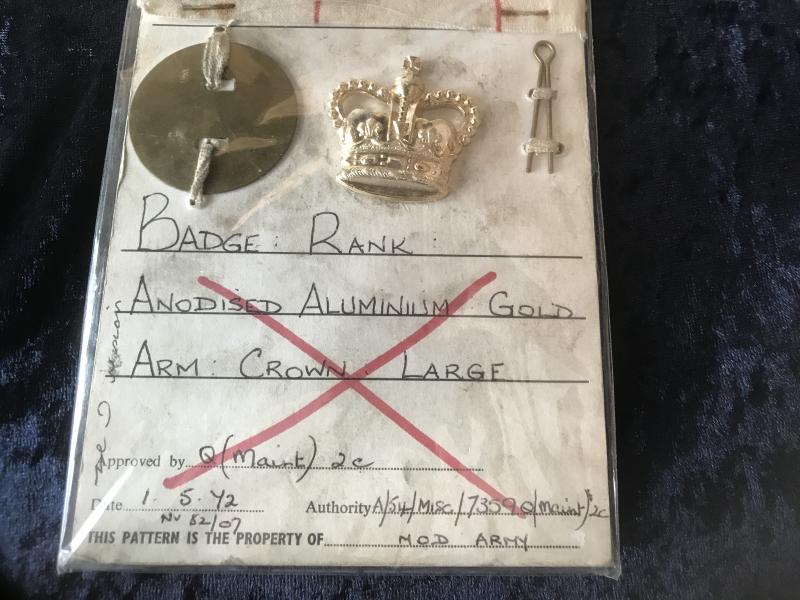 BADGE: RANK:
ANODISED ALUMINIUM: GOLD
ARM: CROWN: LARGE
Approved by Q(Maint) 2c
Date 1. 5. 72 Authority A/54/MISC/7359 Q(Maint) 2c
NV 52/07
THIS PATTERN IS THE PROPERTY OF MOD ARMY